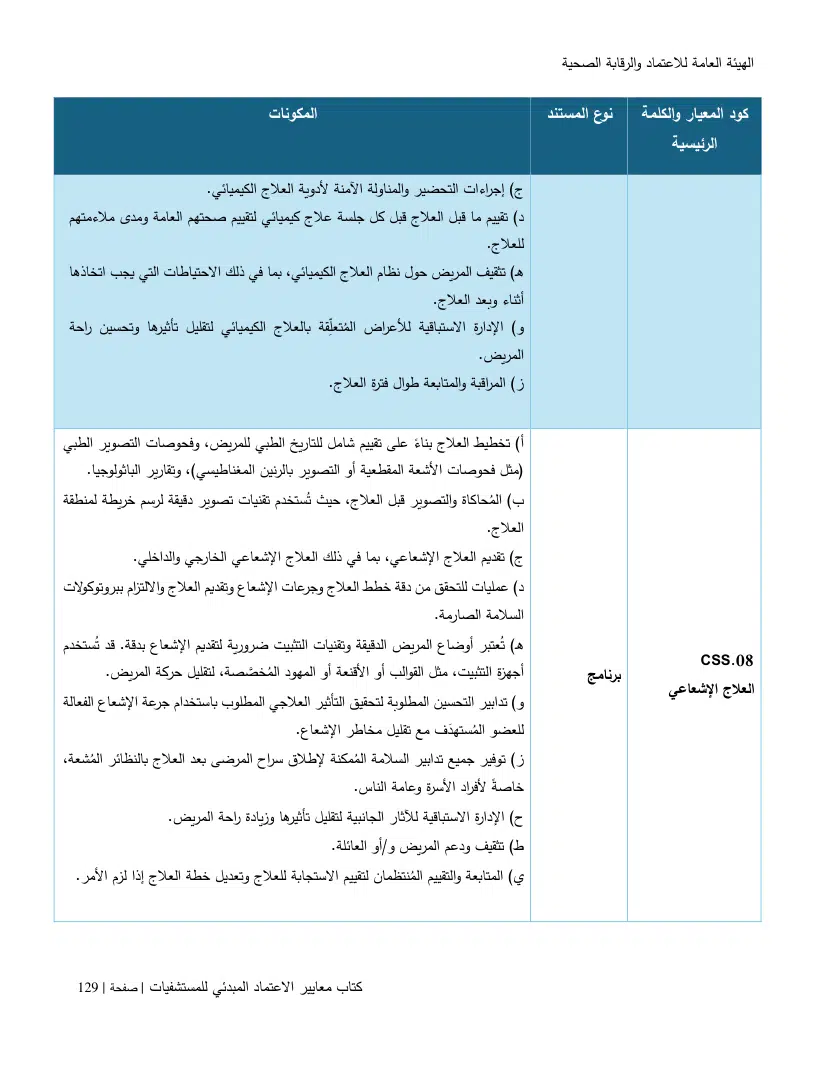 الهيئة العامة للاعتماد والرقابة الصحية
كود المعيار والكلمة
الرئيسية
نوع المستند
المكونات
ج) إجراءات التحضير والمناولة الآمنة لأدوية العلاج الكيميائي.
د) تقييم ما قبل العلاج قبل كل جلسة علاج كيميائي لتقييم صحتهم العامة ومدى ملاءمتهم
للعلاج.
ه) تثقيف المريض حول نظام العلاج الكيميائي، بما في ذلك الاحتياطات التي يجب اتخاذها
أثناء وبعد العلاج.
و) الإدارة الاستباقية للأعراض المُتعلِّقة بالعلاج الكيميائي لتقليل تأثيرها وتحسين راحة
المريض.
ز) المراقبة والمتابعة طوال فترة العلاج.
CSS.08
العلاج الإشعاعي
برنامج
أ) تخطيط العلاج بناءً على تقييم شامل للتاريخ الطبي للمريض، وفحوصات التصوير الطبي
(مثل فحوصات الأشعة المقطعية أو التصوير بالرنين المغناطيسي)، وتقارير الباثولوجيا.
ب) المُحاكاة والتصوير قبل العلاج، حيث تُستخدم تقنيات تصوير دقيقة لرسم خريطة لمنطقة
العلاج.
ج) تقديم العلاج الإشعاعي، بما في ذلك العلاج الإشعاعي الخارجي والداخلي.
د) عمليات للتحقق من دقة خطط العلاج وجرعات الإشعاع وتقديم العلاج والالتزام ببروتوكولات
السلامة الصارمة.
ه) تُعتبر أوضاع المريض الدقيقة وتقنيات التثبيت ضرورية لتقديم الإشعاع بدقة. قد تُستخدم
أجهزة التثبيت، مثل القوالب أو الأقنعة أو المهود المُخصَّصة، لتقليل حركة المريض.
و) تدابير التحسين المطلوبة لتحقيق التأثير العلاجي المطلوب باستخدام جرعة الإشعاع الفعالة
للعضو المُستهدَف مع تقليل مخاطر الإشعاع.
ز) توفير جميع تدابير السلامة المُمكنة لإطلاق سراح المرضى بعد العلاج بالنظائر المُشعة،
خاصةً لأفراد الأسرة وعامة الناس.
ح) الإدارة الاستباقية للآثار الجانبية لتقليل تأثيرها وزيادة راحة المريض.
ط) تثقيف ودعم المريض و/أو العائلة.
ي) المتابعة والتقييم المُنتظمان لتقييم الاستجابة للعلاج وتعديل خطة العلاج إذا لزم الأمر.
كتاب معايير الاعتماد المبدئي للمستشفيات | صفحة | 129